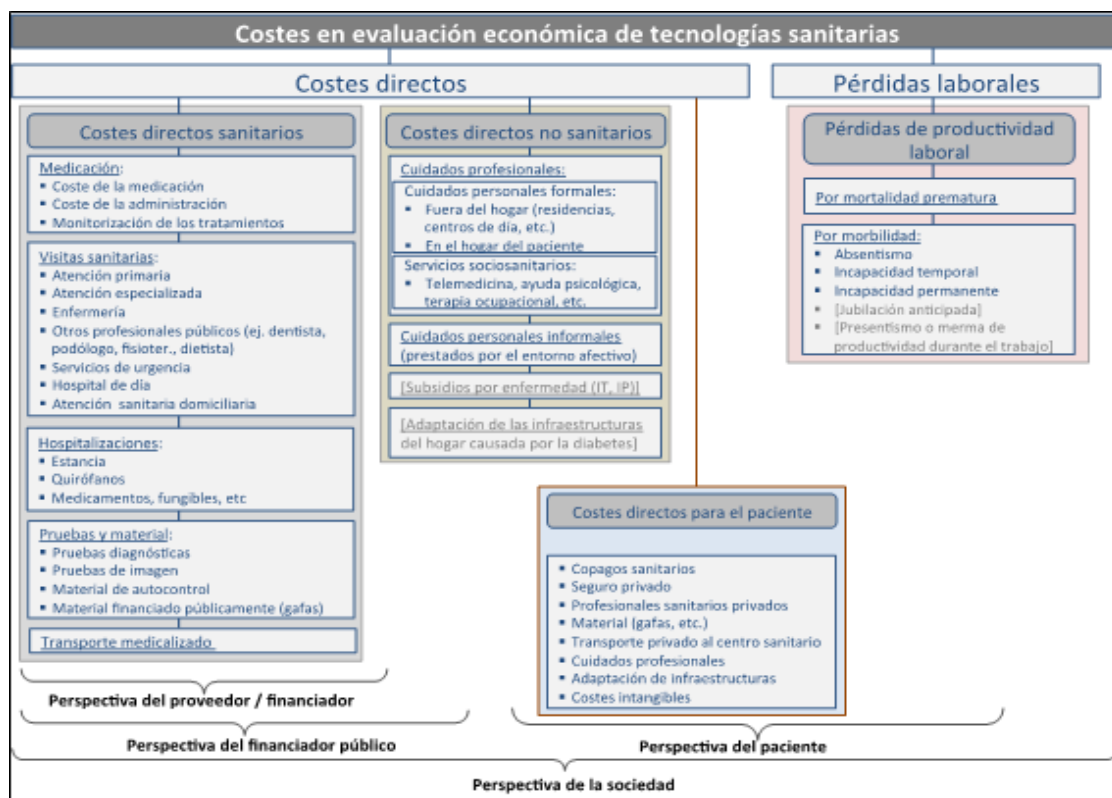 Costes en evaluación económica de tecnologías sanitarias
Costes directos
Pérdidas laborales
Costes directos sanitarios
Medicación:
▪ Coste de la medicación
▪ Coste de la administración
▪ Monitorización de los tratamientos
Visitas sanitarias:
▪ Atención primaria
▪ Atención especializada
▪ Enfermería
▪ Otros profesionales públicos (ej. dentista,
podólogo, fisioter., dietista)
▪ Servicios de urgencia
▪ Hospital de día
▪ Atención sanitaria domiciliaria
Hospitalizaciones:
▪ Estancia
▪ Quirófanos
▪ Medicamentos, fungibles, etc
Pruebas y material:
▪ Pruebas diagnósticas
▪ Pruebas de imagen
▪ Material de autocontrol
▪ Material financiado públicamente (gafas)
Transporte medicalizado
Costes directos no sanitarios
Cuidados profesionales:
Cuidados personales formales:
▪ Fuera del hogar (residencias,
centros de día, etc.)
▪ En el hogar del paciente
Servicios sociosanitarios:
▪ Telemedicina, ayuda psicológica,
terapia ocupacional, etc.
Cuidados personales informales
(prestados por el entorno afectivo)
[Subsidios por enfermedad (IT, IP)]
[Adaptación de las infraestructuras
del hogar causada por la diabetes]
Pérdidas de productividad
laboral
Por mortalidad prematura
Por morbilidad:
▪ Absentismo
▪ Incapacidad temporal
▪ Incapacidad permanente
▪ [Jubilación anticipada]
▪ [Presentismo o merma de
productividad durante el trabajo]
Costes directos para el paciente
▪ Copagos sanitarios
▪ Seguro privado
▪ Profesionales sanitarios privados
▪ Material (gafas, etc.)
▪ Transporte privado al centro sanitario
▪ Cuidados profesionales
▪ Adaptación de infraestructuras
▪ Costes intangibles
Perspectiva del proveedor / financiador
Perspectiva del financiador público
Perspectiva del paciente
Perspectiva de la sociedad